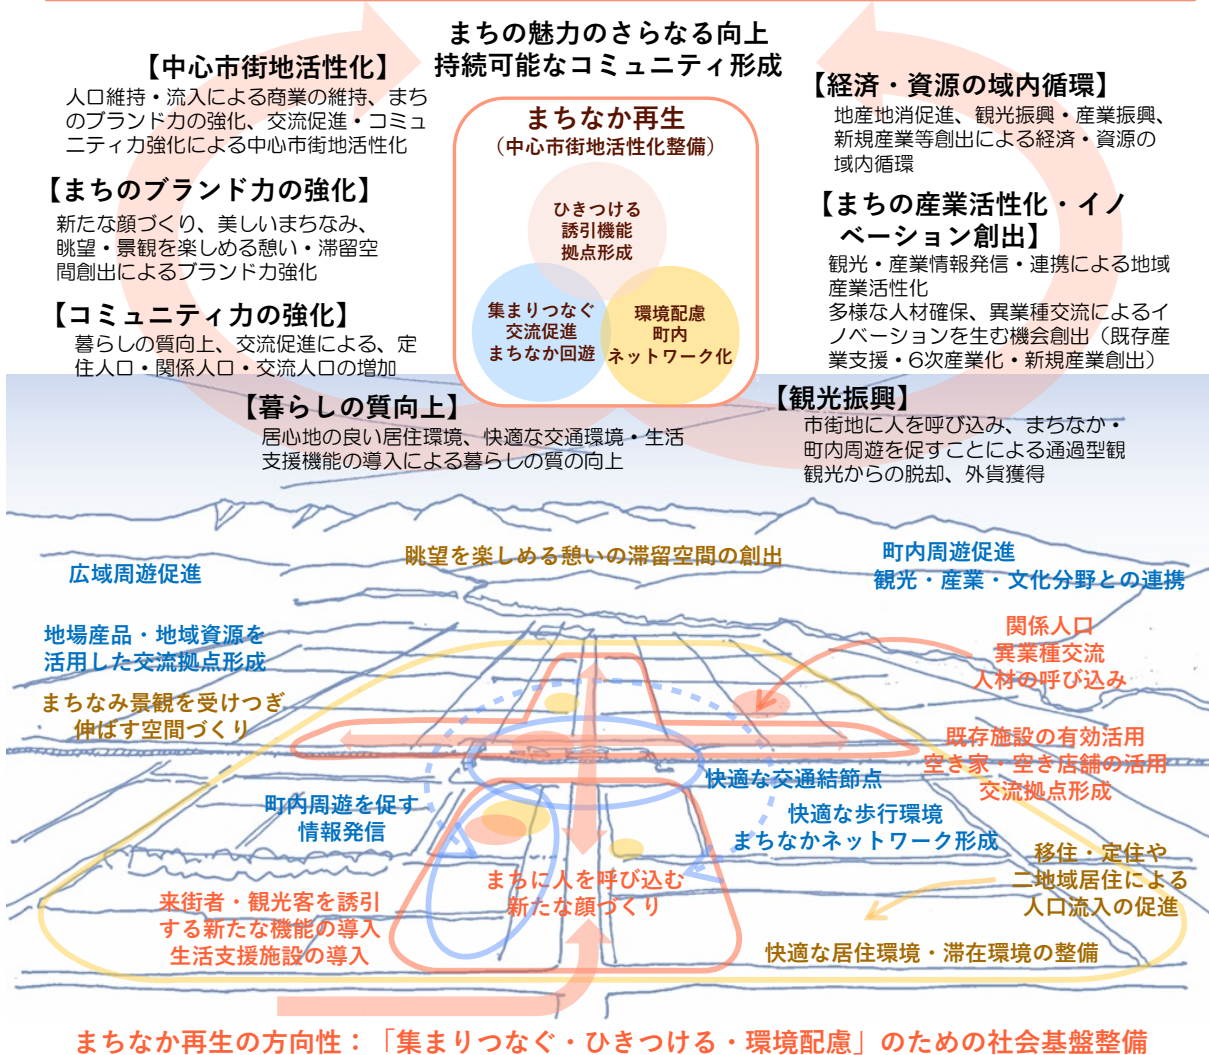 まちの魅力のさらなる向上
持続可能なコミュニティ形成
【中心市街地活性化】
人口維持・流入による商業の維持、まち
のブランド力の強化、交流促進・コミュ
ニティ力強化による中心市街地活性化
【まちのブランド力の強化】
新たな顔づくり、美しいまちなみ、
眺望・景観を楽しめる憩い・滞留空
間創出によるブランド力強化
【コミュニティ力の強化】
暮らしの質向上、交流促進による、定
住人口・関係人口・交流人口の増加
【暮らしの質向上】
居心地の良い居住環境、快適な交通環境・生活
支援機能の導入による暮らしの質の向上
まちなか再生
（中心市街地活性化整備）
ひきつける
誘引機能
拠点形成
集まりつなぐ
交流促進
まちなか回遊
環境配慮
町内
ネットワーク化
【経済・資源の域内循環】
地産地消促進、観光振興・産業振興、
新規産業等創出による経済・資源の
域内循環
【まちの産業活性化・イノ
ベーション創出】
観光・産業情報発信・連携による地域
産業活性化
多様な人材確保、異業種交流によるイ
ノベーションを生む機会創出（既存産
業支援・6次産業化・新規産業創出）
【観光振興】
市街地に人を呼び込み、まちなか・
町内周遊を促すことによる通過型観
観光からの脱却、外貨獲得
広域周遊促進
眺望を楽しめる憩いの滞留空間の創出
町内周遊促進
観光・産業・文化分野との連携
地場産品・地域資源を
活用した交流拠点形成
関係人口
異業種交流
人材の呼び込み
まちなみ景観を受けつぎ
伸ばす空間づくり
既存施設の有効活用
空き家・空き店舗の活用
交流拠点形成
快適な交通結節点
町内周遊を促す
情報発信
快適な歩行環境
まちなかネットワーク形成
移住・定住や
二地域居住による
人口流入の促進
まちに人を呼び込む
新たな顔づくり
来街者・観光客を誘引
する新たな機能の導入
生活支援施設の導入
快適な居住環境・滞在環境の整備
まちなか再生の方向性：「集まりつなぐ・ひきつける・環境配慮」のための社会基盤整備